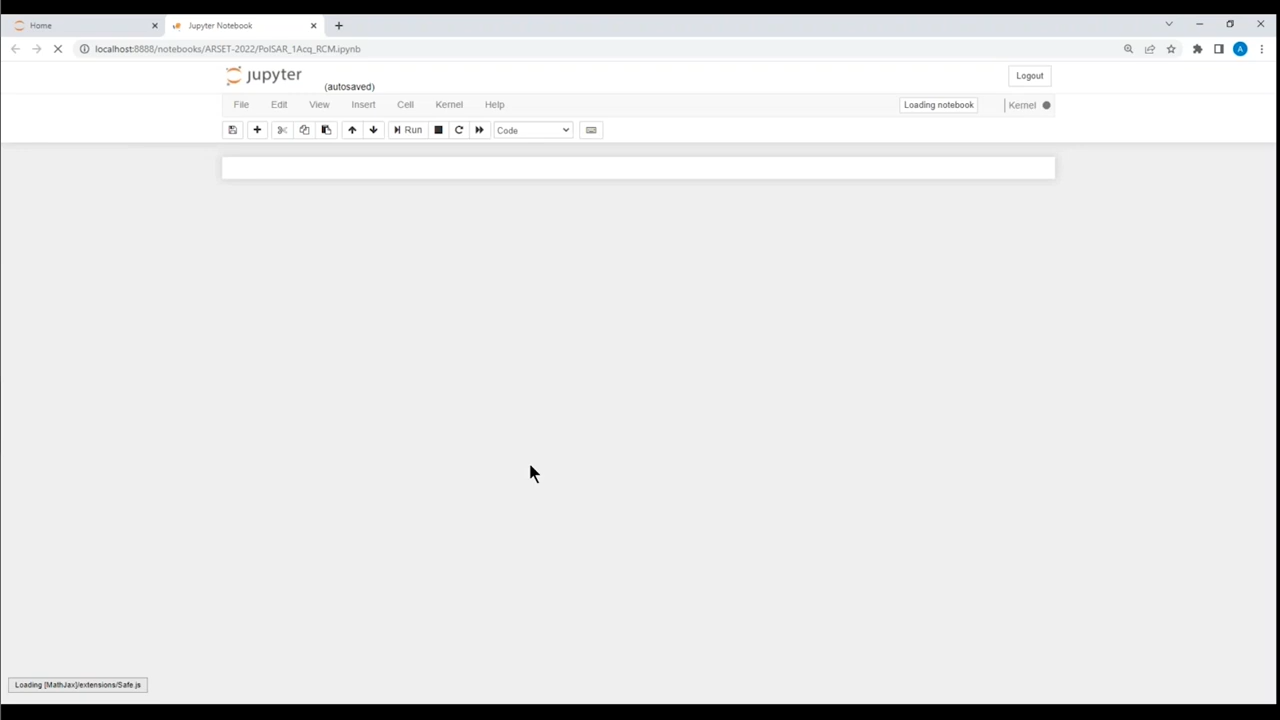 Home
Jupyter Notebook
localhost:8888/notebooks/ARSET-2022/PolSAR_1Acq_RCM.ipynb
A
jupyter
(autosaved)
Logout
File Edit View Insert Cell Kernel Help
Loading notebook
Kernel
Run
Code
Loading [MathJax]/extensions/Safe.js